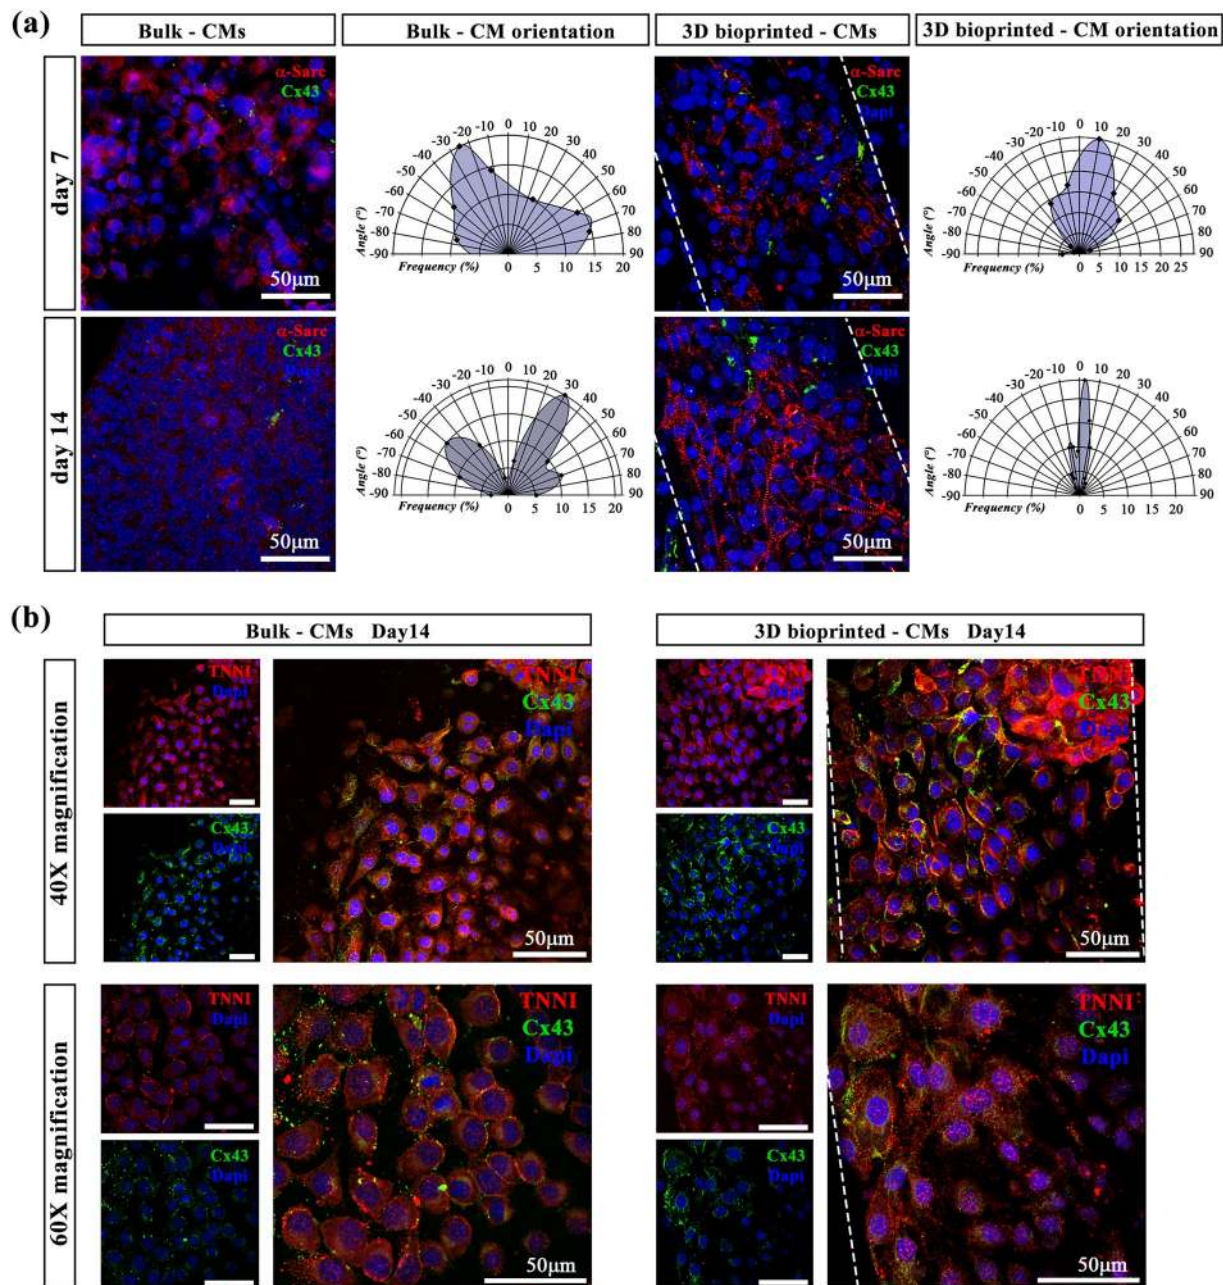 (a)
Bulk - CMs
Bulk - CM orientation
3D bioprinted - CMs
3D bioprinted - CM orientation
day 7
α-Sarc
Cx43
Dapi
50µm
-90 -80 -70 -60 -50 -40 -30 -20 -10 0 10 20 30 40 50 60 70 80 90
Angle (°)
Frequency (%)
0 5 10 15 20
α-Sarc
Cx43
Dapi
50µm
-90 -80 -70 -60 -50 -40 -30 -20 -10 0 10 20 30 40 50 60 70 80 90
Angle (°)
Frequency (%)
0 5 10 15 20 25
day 14
α-Sarc
Cx43
Dapi
50µm
-90 -80 -70 -60 -50 -40 -30 -20 -10 0 10 20 30 40 50 60 70 80 90
Angle (°)
Frequency (%)
0 5 10 15 20
α-Sarc
Cx43
Dapi
50µm
-90 -80 -70 -60 -50 -40 -30 -20 -10 0 10 20 30 40 50 60 70 80 90
Angle (°)
Frequency (%)
0 10 20 30 40 50
(b)
Bulk - CMs Day14
3D bioprinted - CMs Day14
40X magnification
TNNI
Dapi
Cx43
Dapi
TNNI
Cx43
Dapi
50µm
TNNI
Dapi
Cx43
Dapi
TNNI
Cx43
Dapi
50µm
60X magnification
TNNI
Dapi
Cx43
Dapi
TNNI
Cx43
Dapi
50µm
TNNI
Dapi
Cx43
Dapi
TNNI
Cx43
Dapi
50µm